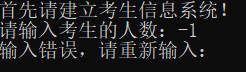 首先请建立考生信息系统！
请输入考生的人数：-1
输入错误，请重新输入：